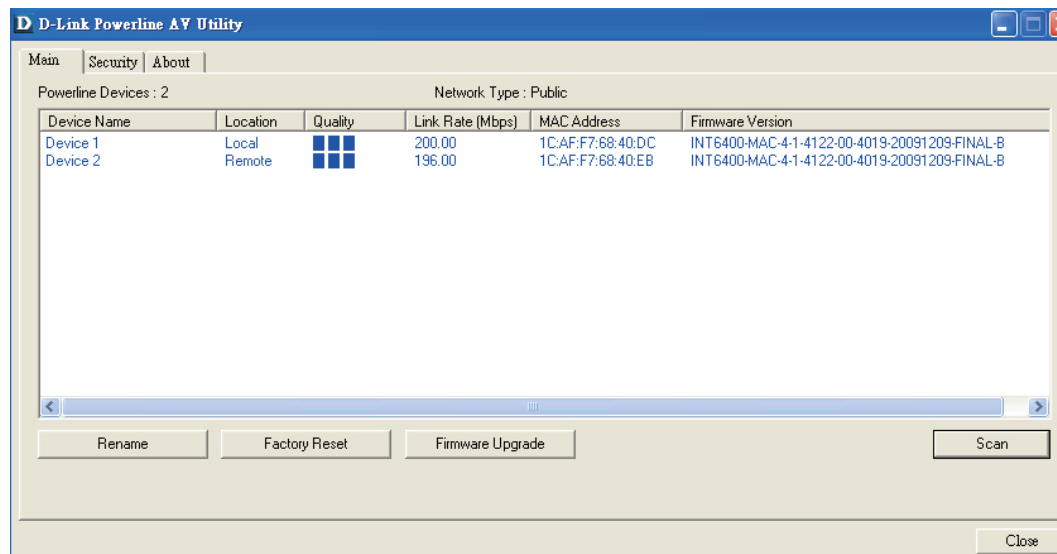 D D-Link Powerline AV Utility
Main Security About
Powerline Devices : 2 Network Type : Public
Device Name Location Quality Link Rate (Mbps) MAC Address Firmware Version
Device 1 Local 200.00 1C:AF:F7:68:40:DC INT6400-MAC-4-1-4122-00-4019-20091209-FINAL-B
Device 2 Remote 196.00 1C:AF:F7:68:40:EB INT6400-MAC-4-1-4122-00-4019-20091209-FINAL-B
Rename Factory Reset Firmware Upgrade Scan
Close